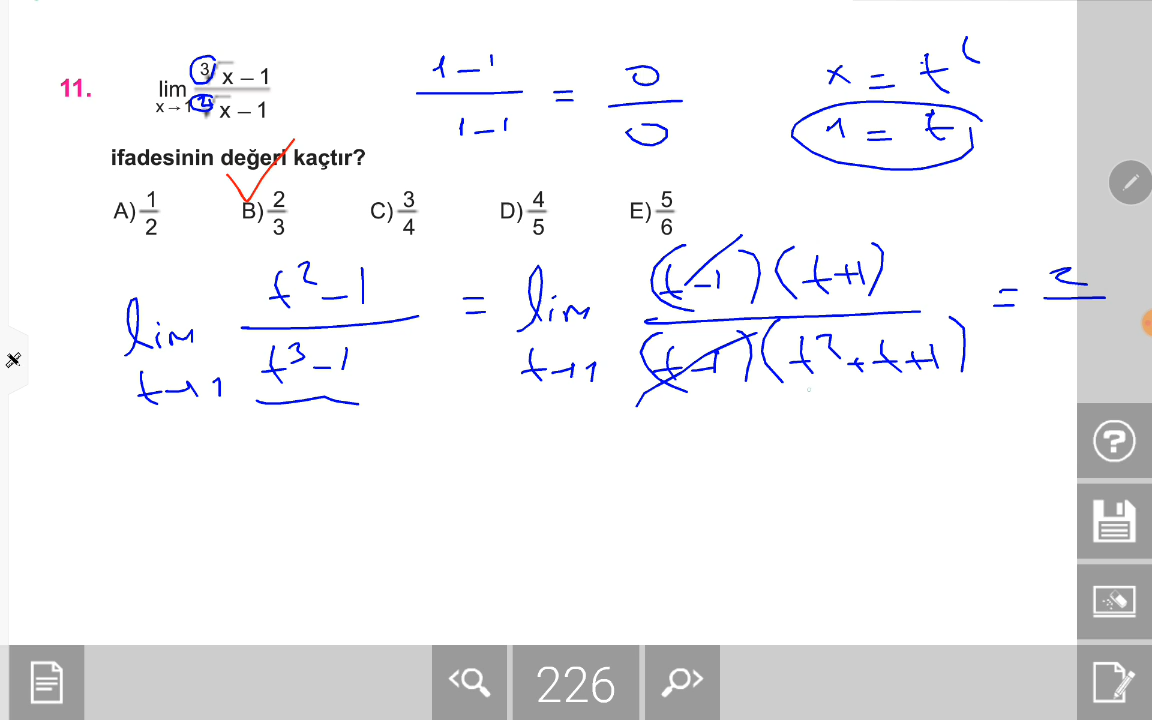 11. lim x→1 (³√x – 1)/(√x – 1)
1-1/1-1 = 0/0
x = t⁶
1 = t,
ifadesinin değeri kaçtır?
A) 1/2 B) 2/3 C) 3/4 D) 4/5 E) 5/6
lim t→1 (t²-1)/(t³-1) = lim t→1 (t-1)(t+1)/(t-1)(t²+t+1) = 2/
226